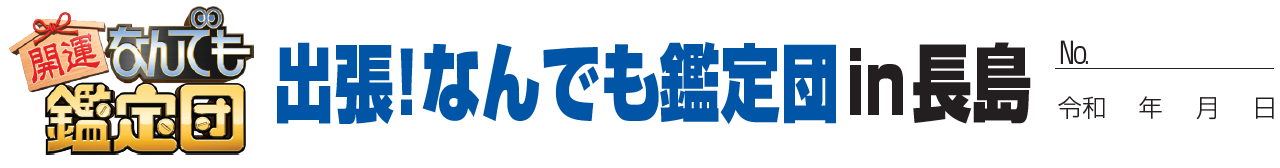 開運
なんでも
鑑定団
出張!なんでも鑑定団in長島
No.
令和 年 月 日